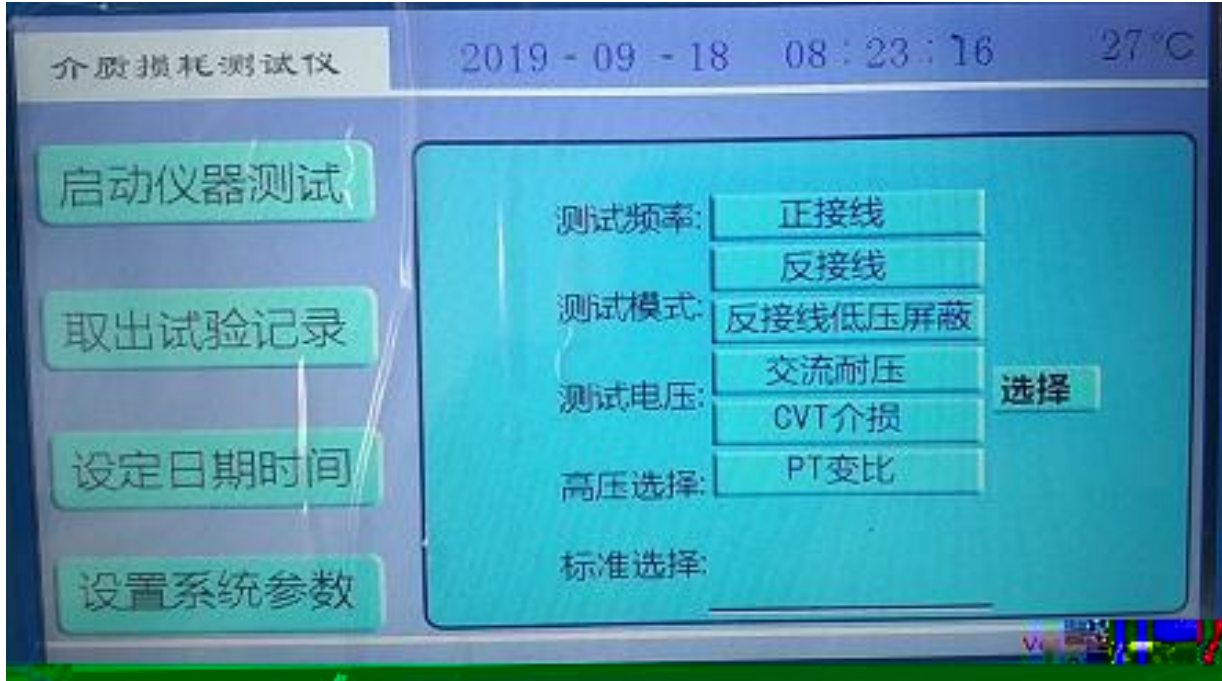 介质损耗测试仪
2019 - 09 - 18 08 : 23 : 16 27 °C
启动仪器测试
取出试验记录
设定日期时间
设置系统参数
测试频率:
测试模式:
测试电压:
高压选择:
标准选择:
正接线
反接线
反接线低压屏蔽
交流耐压
CVT介损
PT变比
选择